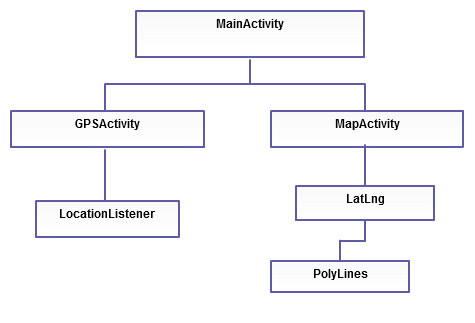 MainActivity
GPSActivity
MapActivity
LocationListener
LatLng
PolyLines